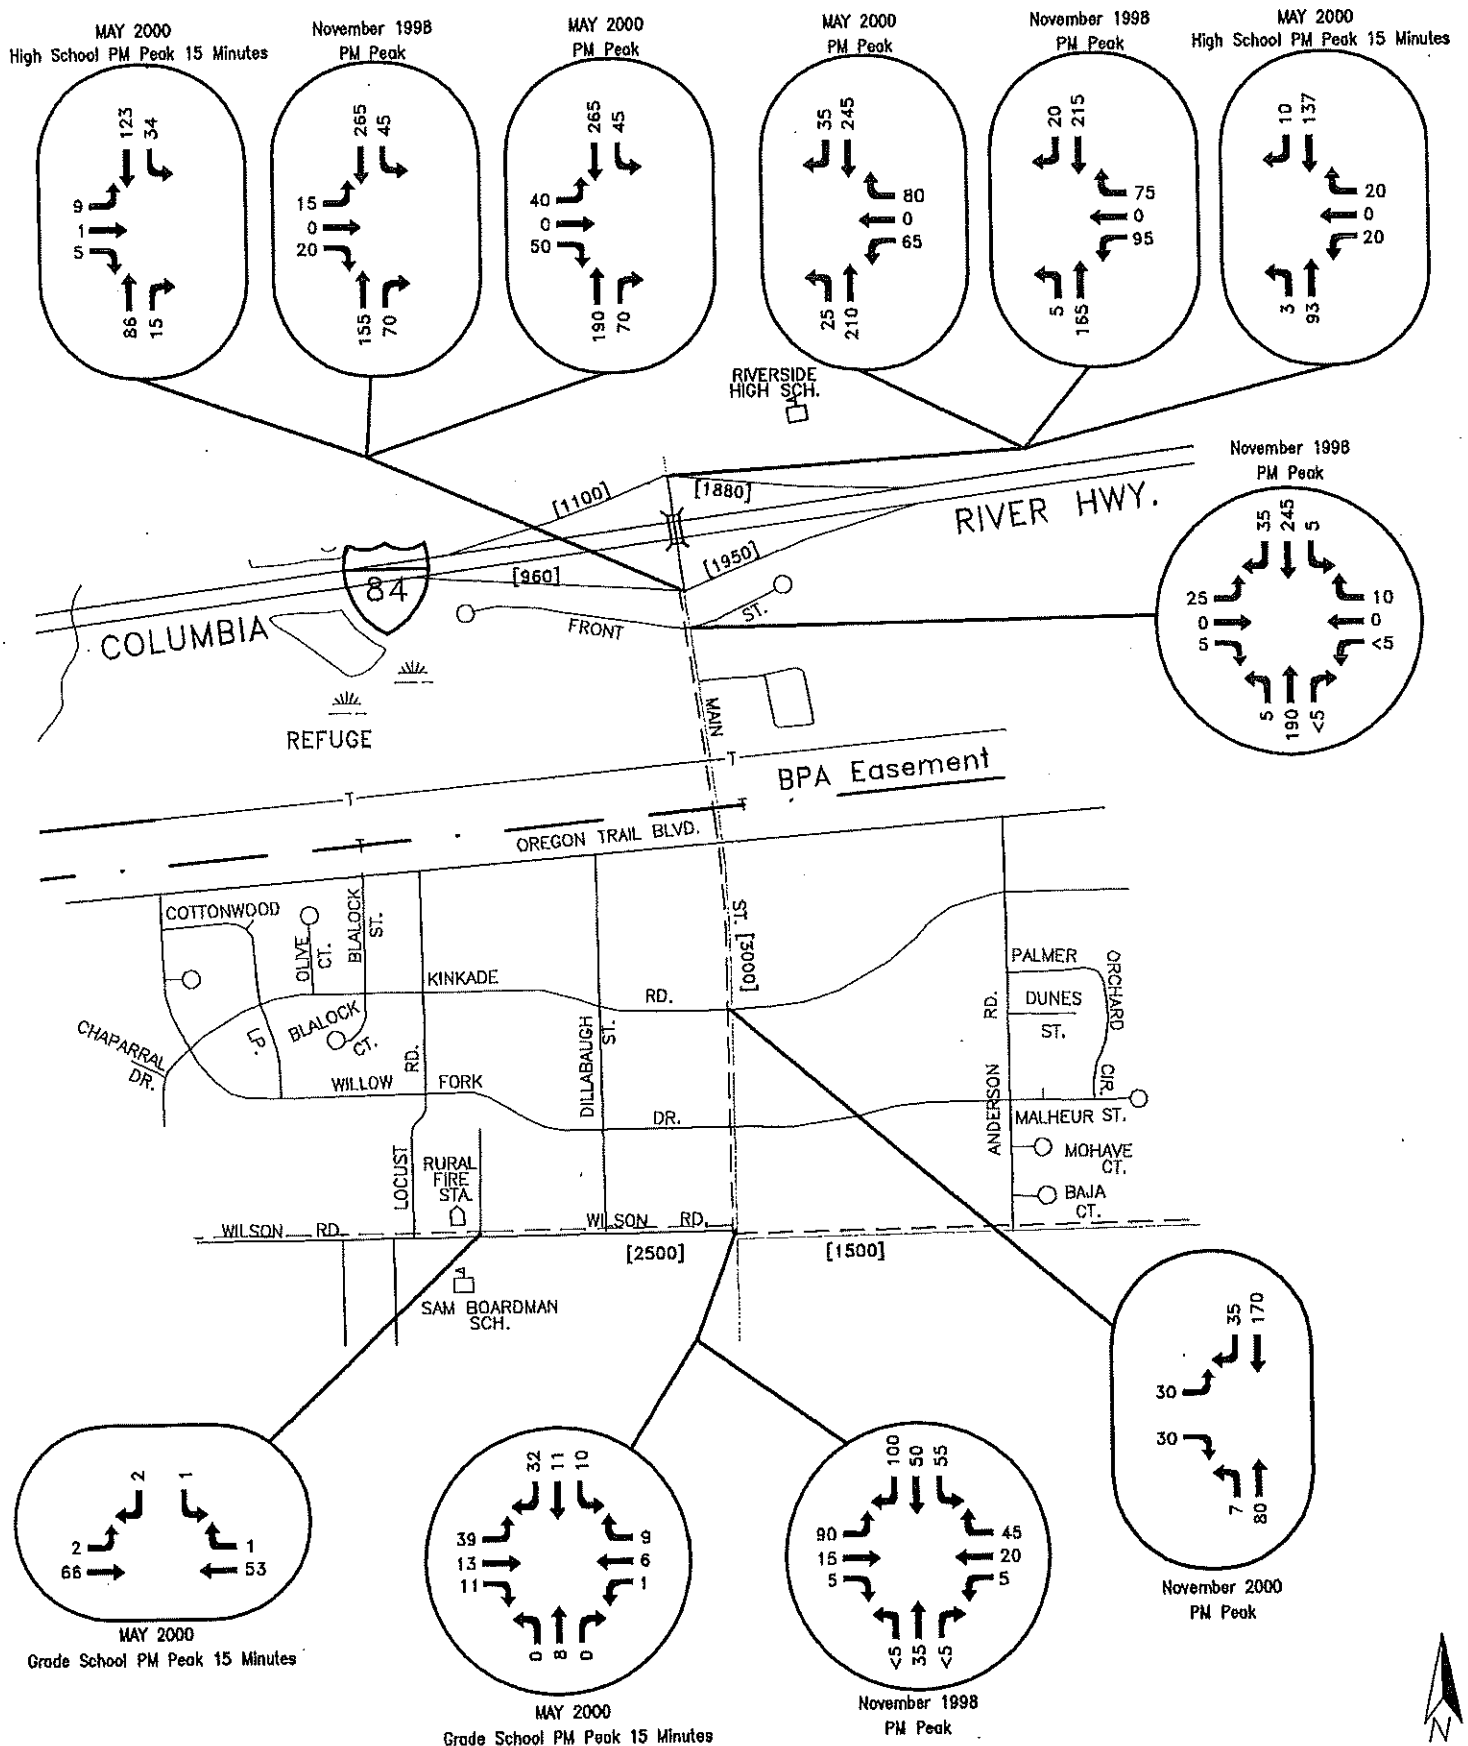 MAY 2000
High School PM Peak 15 Minutes
November 1998
PM Peak
MAY 2000
PM Peak
MAY 2000
PM Peak
November 1998
PM Peak
MAY 2000
High School PM Peak 15 Minutes
123
34
9
1
5
86
15
265
45
15
0
20
155
70
265
45
40
0
50
190
70
35
245
80
0
65
25
210
20
215
75
0
95
5
165
10
137
20
0
20
3
93
RIVERSIDE
HIGH SCH.
November 1998
PM Peak
35
245
5
25
0
5
10
0
<5
5
190
<5
[1100]
[1880]
RIVER HWY.
[1950]
[960]
84
COLUMBIA
FRONT
ST.
REFUGE
MAIN
T
BPA Easement
T
T
T
OREGON TRAIL BLVD.
COTTONWOOD
OLIVE
CT.
BLALOCK
ST.
ST. [3000]
KINKADE
RD.
PALMER
ORCHARD
CIR.
DUNES
ST.
RD.
CHAPARRAL
DR.
LP.
BLALOCK
CT.
RD.
DILLABAUGH
ST.
WILLOW
FORK
DR.
ANDERSON
MALHEUR ST.
MOHAVE
CT.
BAJA
CT.
LOCUST
RURAL
FIRE
STA.
WILSON
RD.
WILSON
RD.
[2500]
[1500]
SAM BOARDMAN
SCH.
35
170
30
30
7
80
November 2000
PM Peak
2
1
2
66
1
53
MAY 2000
Grade School PM Peak 15 Minutes
32
11
10
39
13
11
9
6
1
0
8
0
MAY 2000
Grade School PM Peak 15 Minutes
100
50
55
90
15
5
45
20
5
<5
35
<5
November 1998
PM Peak
N